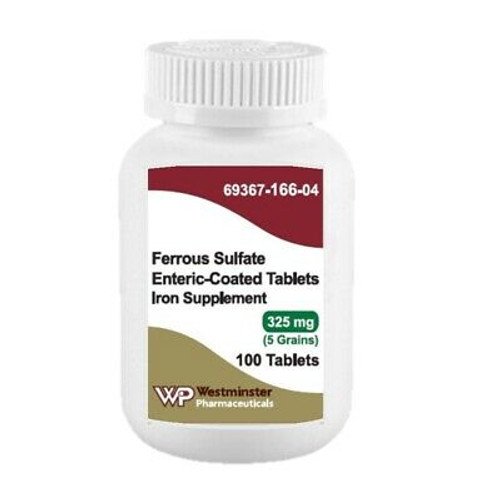 69367-166-04
Ferrous Sulfate
Enteric-Coated Tablets
Iron Supplement
325 mg
(5 Grains)
100 Tablets
WP Westminster
Pharmaceuticals